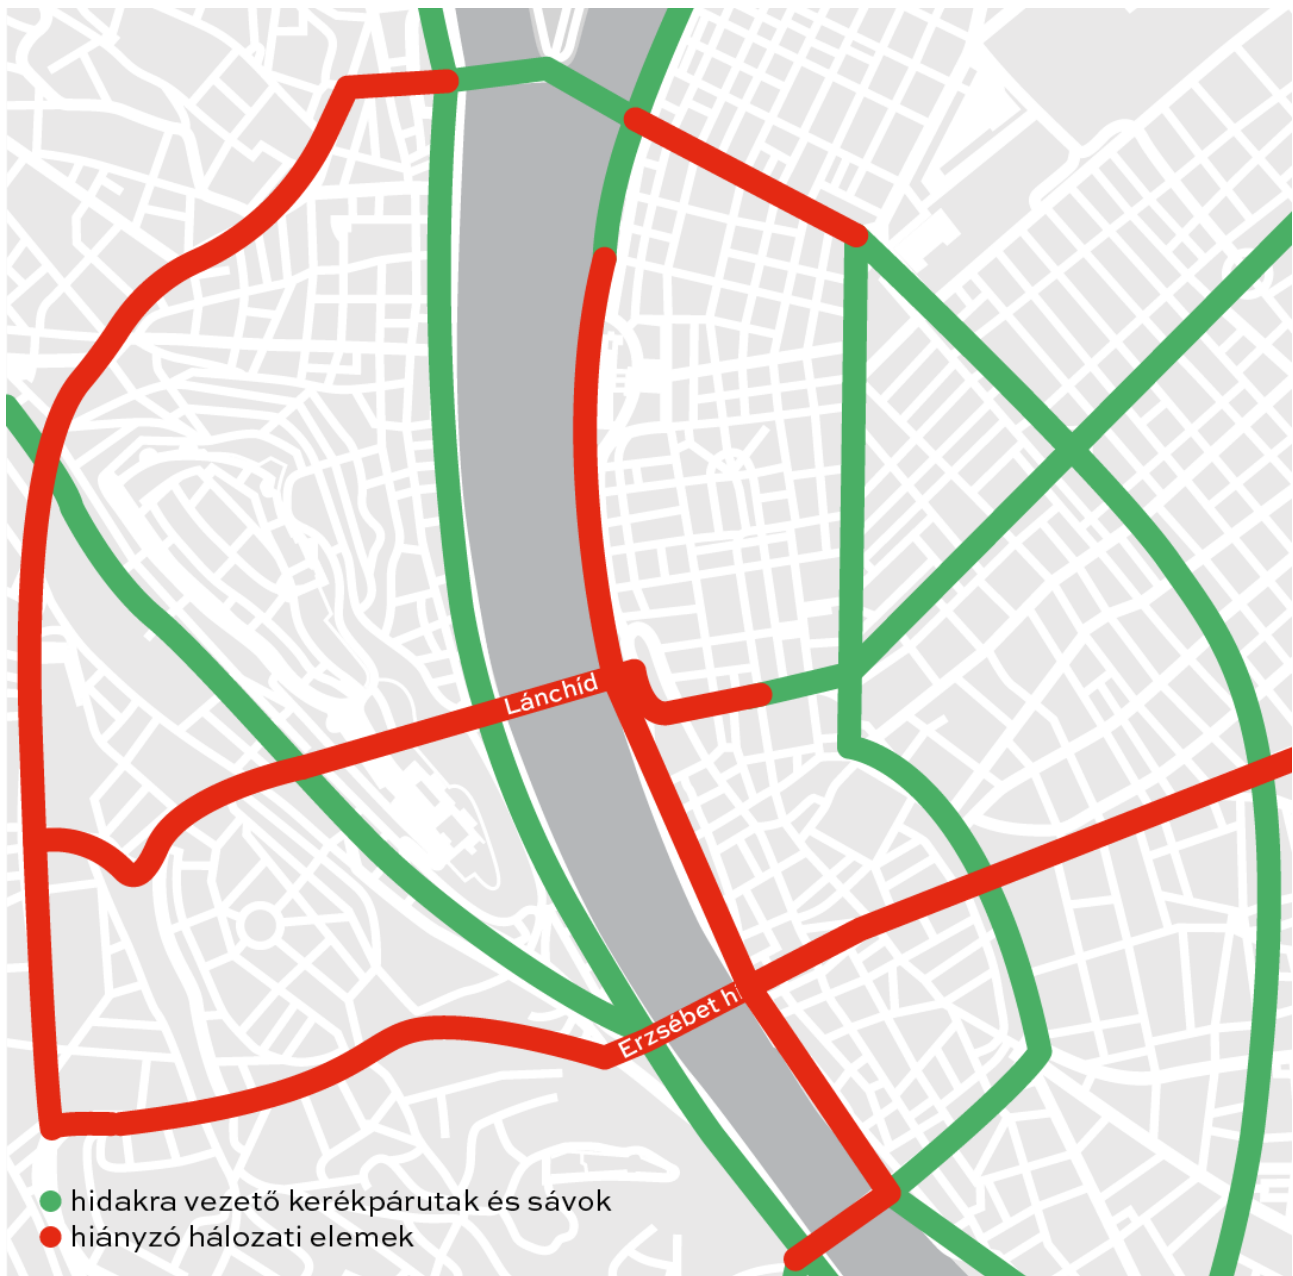 Lánchíd
Erzsébet hí
hidakra vezető kerékpárutak és sávok
hiányzó hálozati elemek